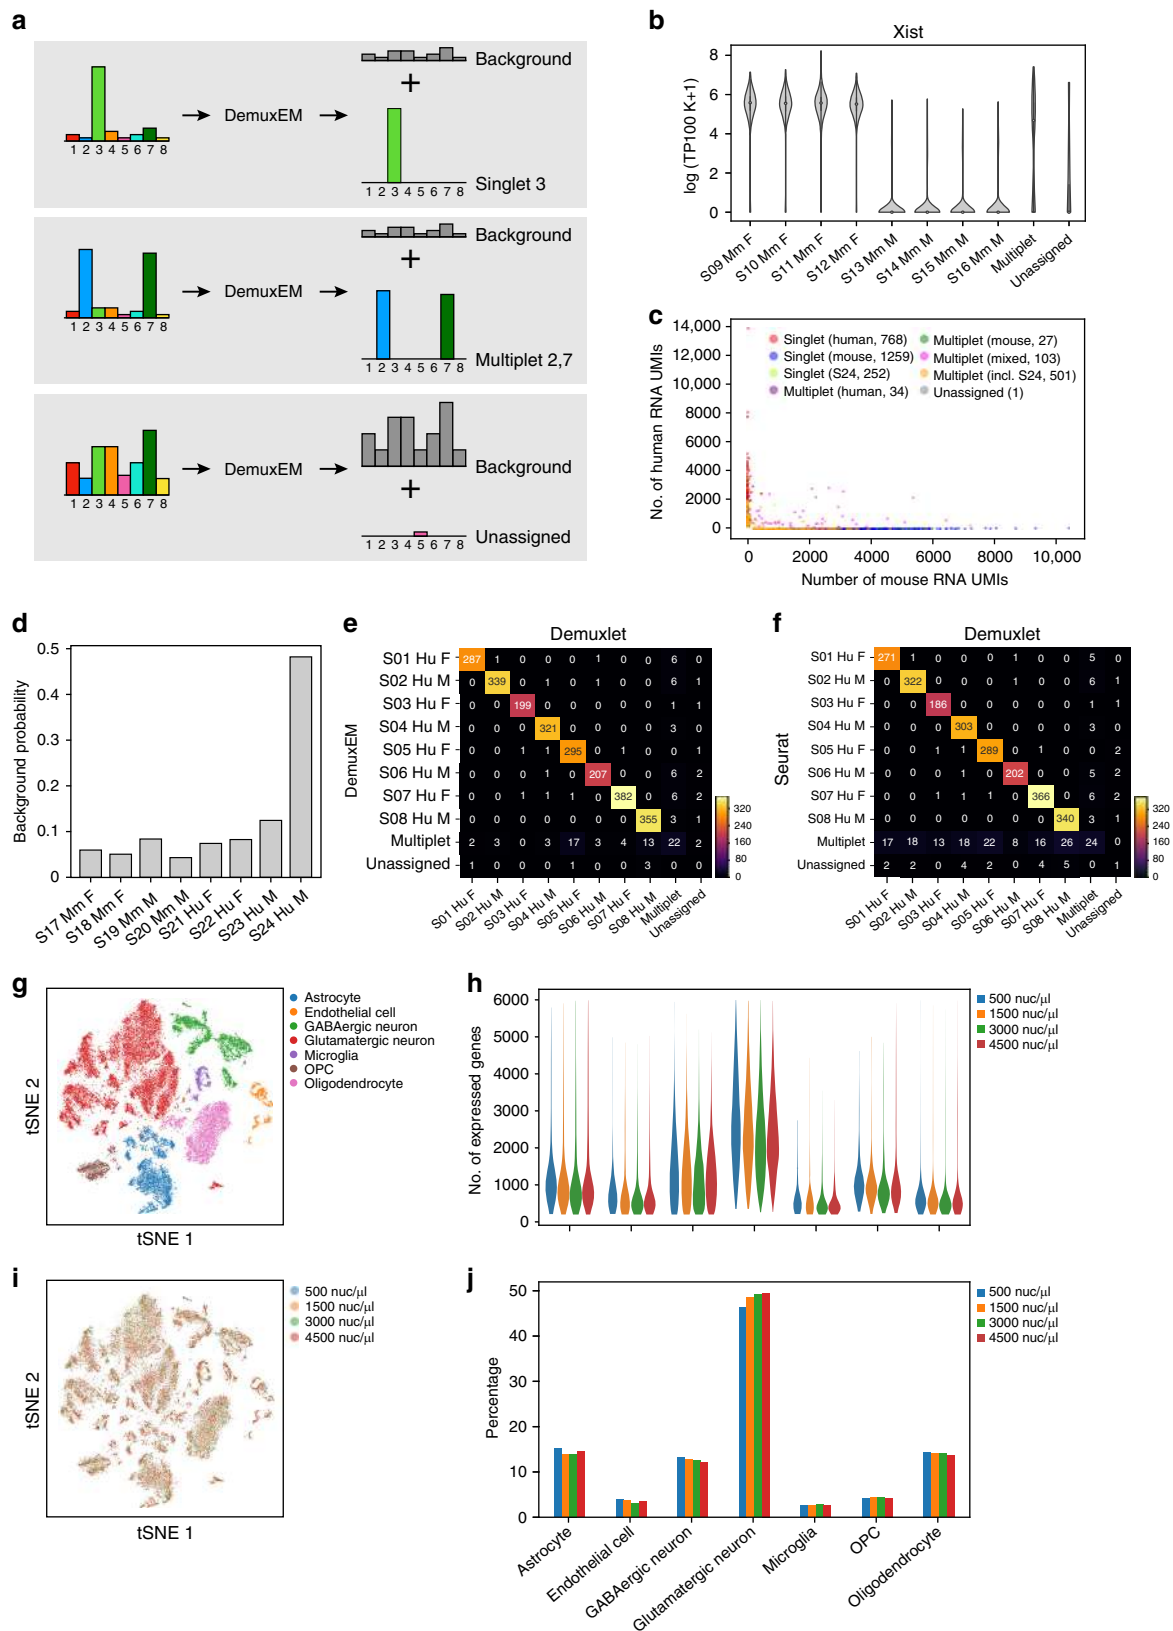 a
Background
+
1 2 3 4 5 6 7 8
DemuxEM
1 2 3 4 5 6 7 8
Singlet 3
Background
+
1 2 3 4 5 6 7 8
DemuxEM
1 2 3 4 5 6 7 8
Multiplet 2,7
Background
+
1 2 3 4 5 6 7 8
DemuxEM
1 2 3 4 5 6 7 8
Unassigned
b
Xist
log (TP100 K+1)
8
6
4
2
0
S09 Mm F
S10 Mm F
S11 Mm F
S12 Mm F
S13 Mm M
S14 Mm M
S15 Mm M
S16 Mm M
Multiplet
Unassigned
c
No. of human RNA UMIs
14,000
12,000
10,000
8000
6000
4000
2000
0
Singlet (human, 768)
Singlet (mouse, 1259)
Singlet (S24, 252)
Multiplet (human, 34)
Multiplet (mouse, 27)
Multiplet (mixed, 103)
Multiplet (incl. S24, 501)
Unassigned (1)
0 2000 4000 6000 8000 10,000
Number of mouse RNA UMIs
d
Background probability
0.5
0.4
0.3
0.2
0.1
0
S17 Mm F
S18 Mm F
S19 Mm M
S20 Mm M
S21 Hu F
S22 Hu F
S23 Hu M
S24 Hu M
e
Demuxlet
DemuxEM
S01 Hu F 287 1 0 0 0 1 0 0 6 0
S02 Hu M 0 339 0 1 0 1 0 0 6 1
S03 Hu F 0 0 199 0 0 0 0 0 1 1
S04 Hu M 0 0 0 321 0 0 0 0 3 0
S05 Hu F 0 0 1 1 295 0 1 0 0 1
S06 Hu M 0 0 0 1 0 207 0 0 6 2
S07 Hu F 0 0 1 1 1 0 382 0 6 2
S08 Hu M 0 0 0 0 0 0 0 355 3 1
Multiplet 2 3 0 3 17 3 4 13 22 2
Unassigned 1 0 0 0 1 0 0 3 0 0
S01 Hu F
S02 Hu M
S03 Hu F
S04 Hu M
S05 Hu F
S06 Hu M
S07 Hu F
S08 Hu M
Multiplet
Unassigned
320
240
160
80
0
f
Demuxlet
Seurat
S01 Hu F 271 1 0 0 0 1 0 0 5 0
S02 Hu M 0 322 0 0 0 1 0 0 6 1
S03 Hu F 0 0 186 0 0 0 0 0 1 1
S04 Hu M 0 0 0 303 0 0 0 0 3 0
S05 Hu F 0 0 1 1 289 0 1 0 0 2
S06 Hu M 0 0 0 1 0 202 0 0 5 2
S07 Hu F 0 0 1 1 1 0 366 0 6 2
S08 Hu M 0 0 0 0 0 0 0 340 3 1
Multiplet 17 18 13 18 22 8 16 26 24
Unassigned 2 2 0 4 2 0 4 5 0 1
S01 Hu F
S02 Hu M
S03 Hu F
S04 Hu M
S05 Hu F
S06 Hu M
S07 Hu F
S08 Hu M
Multiplet
Unassigned
320
240
160
80
0
g
tSNE 2
tSNE 1
Astrocyte
Endothelial cell
GABAergic neuron
Glutamatergic neuron
Microglia
OPC
Oligodendrocyte
h
No. of expressed genes
6000
5000
4000
3000
2000
1000
0
500 nuc/μl
1500 nuc/μl
3000 nuc/μl
4500 nuc/μl
i
tSNE 2
tSNE 1
500 nuc/μl
1500 nuc/μl
3000 nuc/μl
4500 nuc/μl
j
Percentage
50
40
30
20
10
0
500 nuc/μl
1500 nuc/μl
3000 nuc/μl
4500 nuc/μl
Astrocyte
Endothelial cell
GABAergic neuron
Glutamatergic neuron
Microglia
OPC
Oligodendrocyte